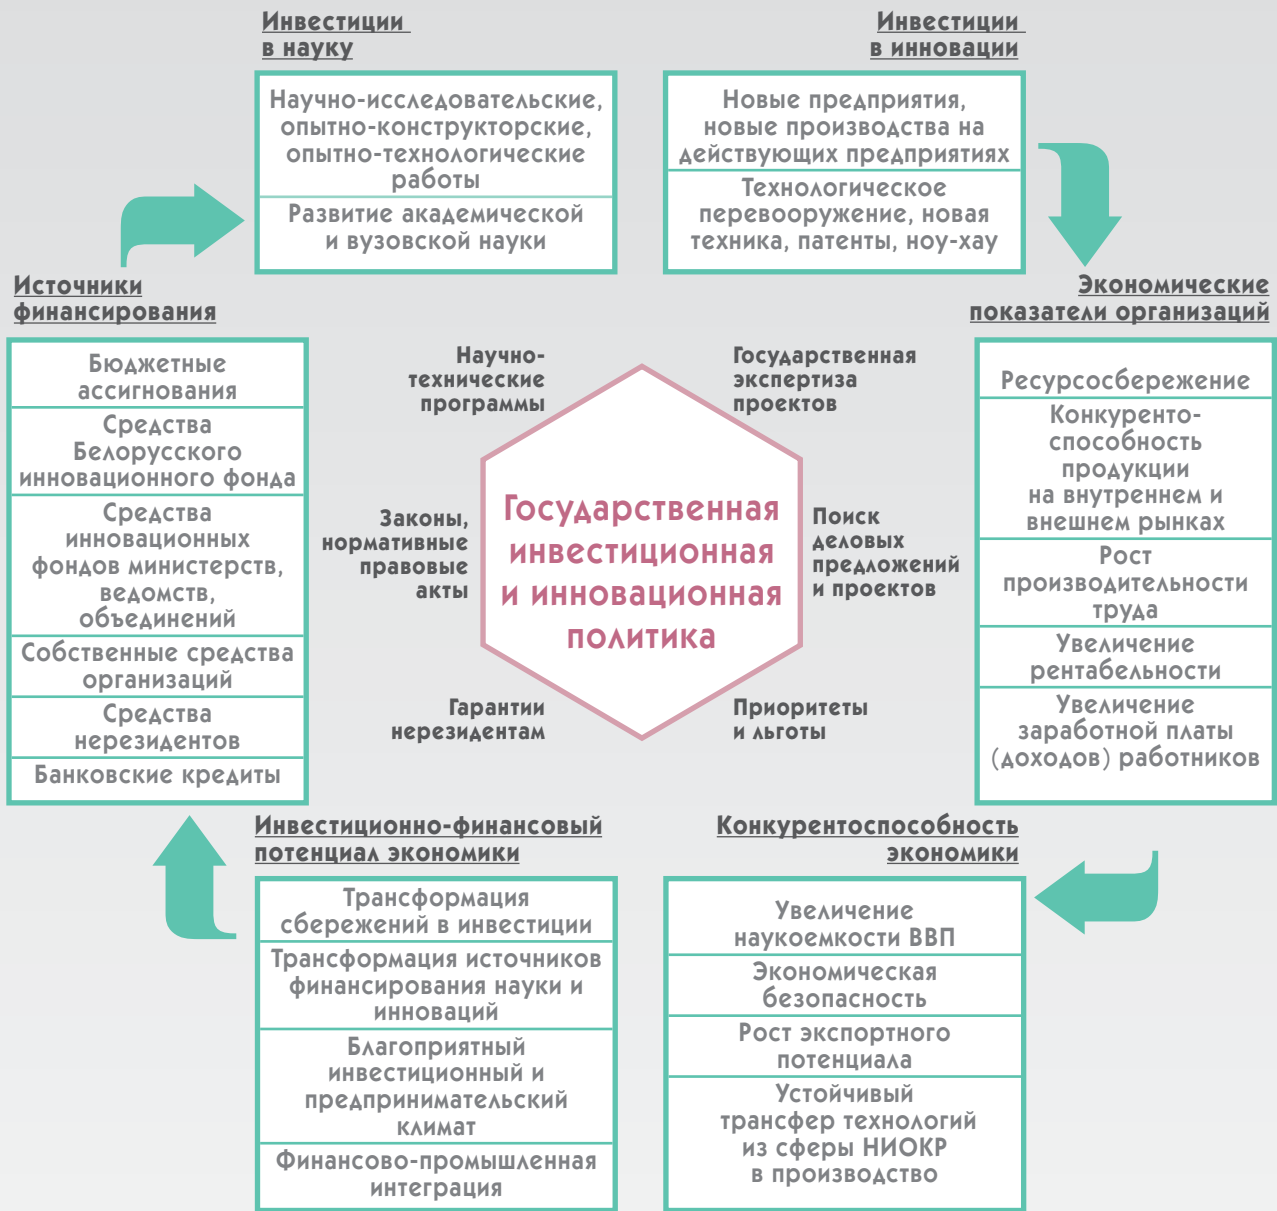 Инвестиции
в науку
Научно-исследовательские,
опытно-конструкторские,
опытно-технологические
работы
Развитие академической
и вузовской науки
Инвестиции
в инновации
Новые предприятия,
новые производства на
действующих предприятиях
Технологическое
перевооружение, новая
техника, патенты, ноу-хау
Источники
финансирования
Бюджетные
ассигнования
Средства
Белорусского
инновационного фонда
Средства
инновационных
фондов министерств,
ведомств,
объединений
Собственные средства
организаций
Средства
нерезидентов
Банковские кредиты
Научно-
технические
программы
Законы,
нормативные
правовые
акты
Гарантии
нерезидентам
Государственная
инвестиционная
и инновационная
политика
Государственная
экспертиза
проектов
Поиск
деловых
предложений
и проектов
Приоритеты
и льготы
Экономические
показатели организаций
Ресурсосбережение
Конкуренто-
способность
продукции
на внутреннем и
внешнем рынках
Рост
производительности
труда
Увеличение
рентабельности
Увеличение
заработной платы
(доходов) работников
Инвестиционно-финансовый
потенциал экономики
Трансформация
сбережений в инвестиции
Трансформация источников
финансирования науки и
инноваций
Благоприятный
инвестиционный и
предпринимательский
климат
Финансово-промышленная
интеграция
Конкурентоспособность
экономики
Увеличение
наукоемкости ВВП
Экономическая
безопасность
Рост экспортного
потенциала
Устойчивый
трансфер технологий
из сферы НИОКР
в производство